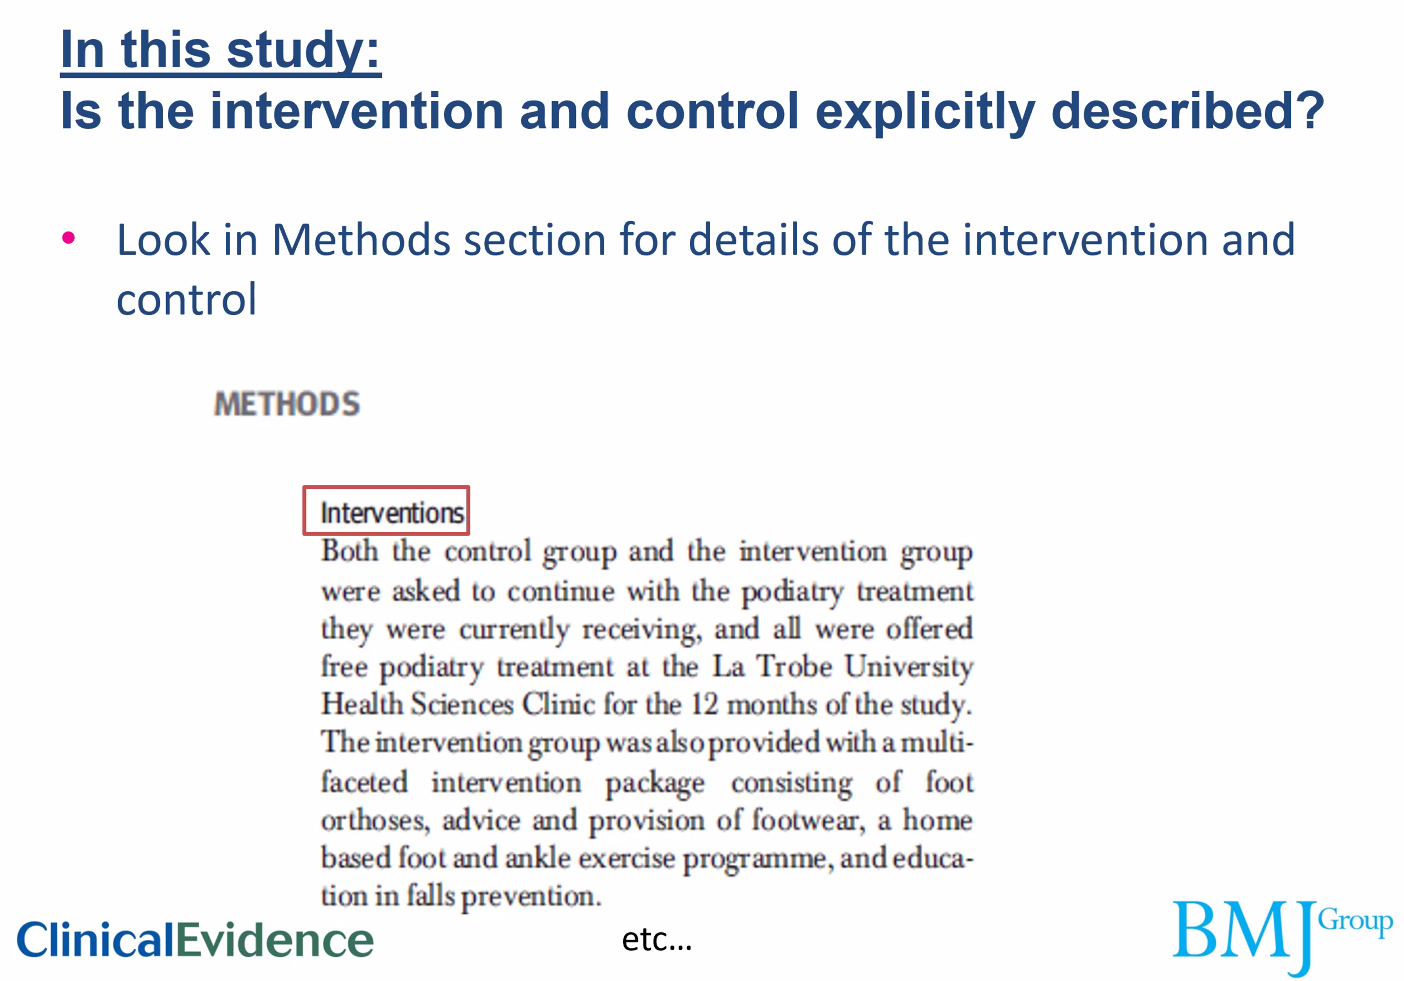 In this study:
Is the intervention and control explicitly described?
• Look in Methods section for details of the intervention and
control
METHODS
Interventions
Both the control group and the intervention group
were asked to continue with the podiatry treatment
they were currently receiving, and all were offered
free podiatry treatment at the La Trobe University
Health Sciences Clinic for the 12 months of the study.
The intervention group was also provided with a multi-
faceted intervention package consisting of foot
orthoses, advice and provision of footwear, a home
based foot and ankle exercise programme, and educa-
tion in falls prevention.
ClinicalEvidence
etc...
BMJ Group